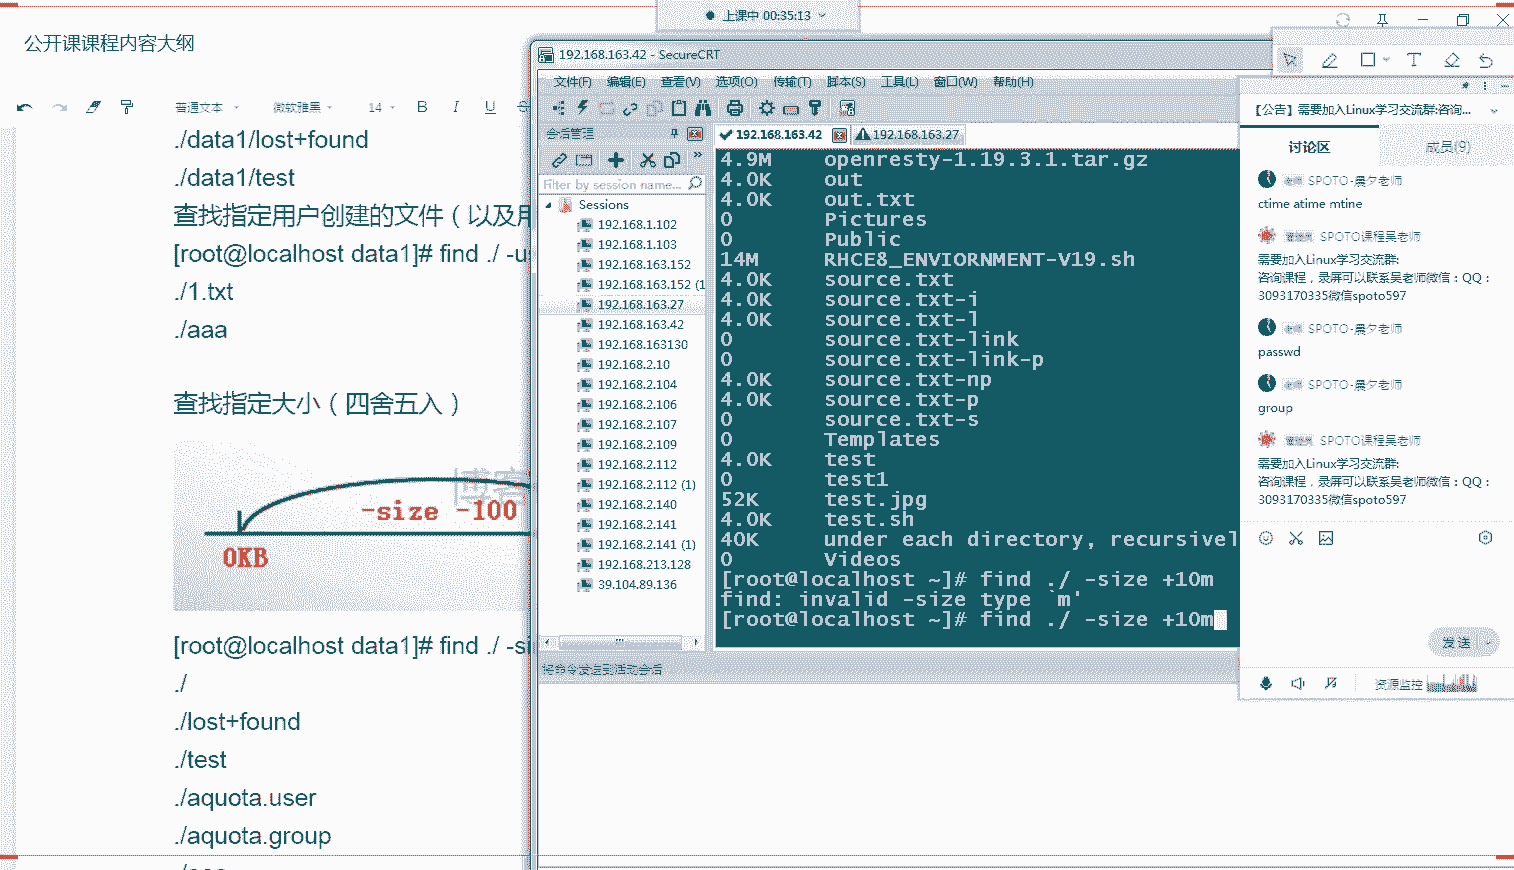 上课中 00:35:13
公开课课程内容大纲
普通文本 微软雅黑 14 B I U S
./data1/lost+found
./data1/test
查找指定用户创建的文件（以及用
[root@localhost data1]# find ./ -us
./1.txt
./aaa
查找指定大小（四舍五入）
-size -100
0KB
[root@localhost data1]# find ./ -si
./
./lost+found
./test
./aquota.user
./aquota.group
192.168.163.42 - SecureCRT
文件(F) 编辑(E) 查看(V) 选项(O) 传输(T) 脚本(S) 工具(L) 窗口(W) 帮助(H)
会话管理
192.168.163.42 192.168.163.27
Filter by session name...
Sessions
192.168.1.102
192.168.1.103
192.168.163.152
192.168.163.152 (1
192.168.163.27
192.168.163.42
192.168.163130
192.168.2.10
192.168.2.104
192.168.2.106
192.168.2.107
192.168.2.109
192.168.2.112
192.168.2.112 (1)
192.168.2.140
192.168.2.141
192.168.2.141 (1)
192.168.213.128
39.104.89.136
4.9M openresty-1.19.3.1.tar.gz
4.0K out
4.0K out.txt
0 Pictures
0 Public
14M RHCE8_ENVIORNMENT-V19.sh
4.0K source.txt
4.0K source.txt-i
4.0K source.txt-l
0 source.txt-link
0 source.txt-link-p
4.0K source.txt-np
4.0K source.txt-p
0 source.txt-s
0 Templates
4.0K test
0 test1
52K test.jpg
4.0K test.sh
40K under each directory, recursivel
0 Videos
[root@localhost ~]# find ./ -size +10m
find: invalid -size type `m'
[root@localhost ~]# find ./ -size +10m
将命令发送到活动会话
【公告】需要加入Linux学习交流群:咨询...
讨论区 成员(9)
SPOTO-晨夕老师
ctime atime mtine
SPOTO课程吴老师
需要加入Linux学习交流群:
咨询课程，录屏可以联系吴老师微信：QQ：
3093170335微信spoto597
SPOTO-晨夕老师
passwd
SPOTO-晨夕老师
group
SPOTO课程吴老师
需要加入Linux学习交流群:
咨询课程，录屏可以联系吴老师微信：QQ：
3093170335微信spoto597
发送
资源监控